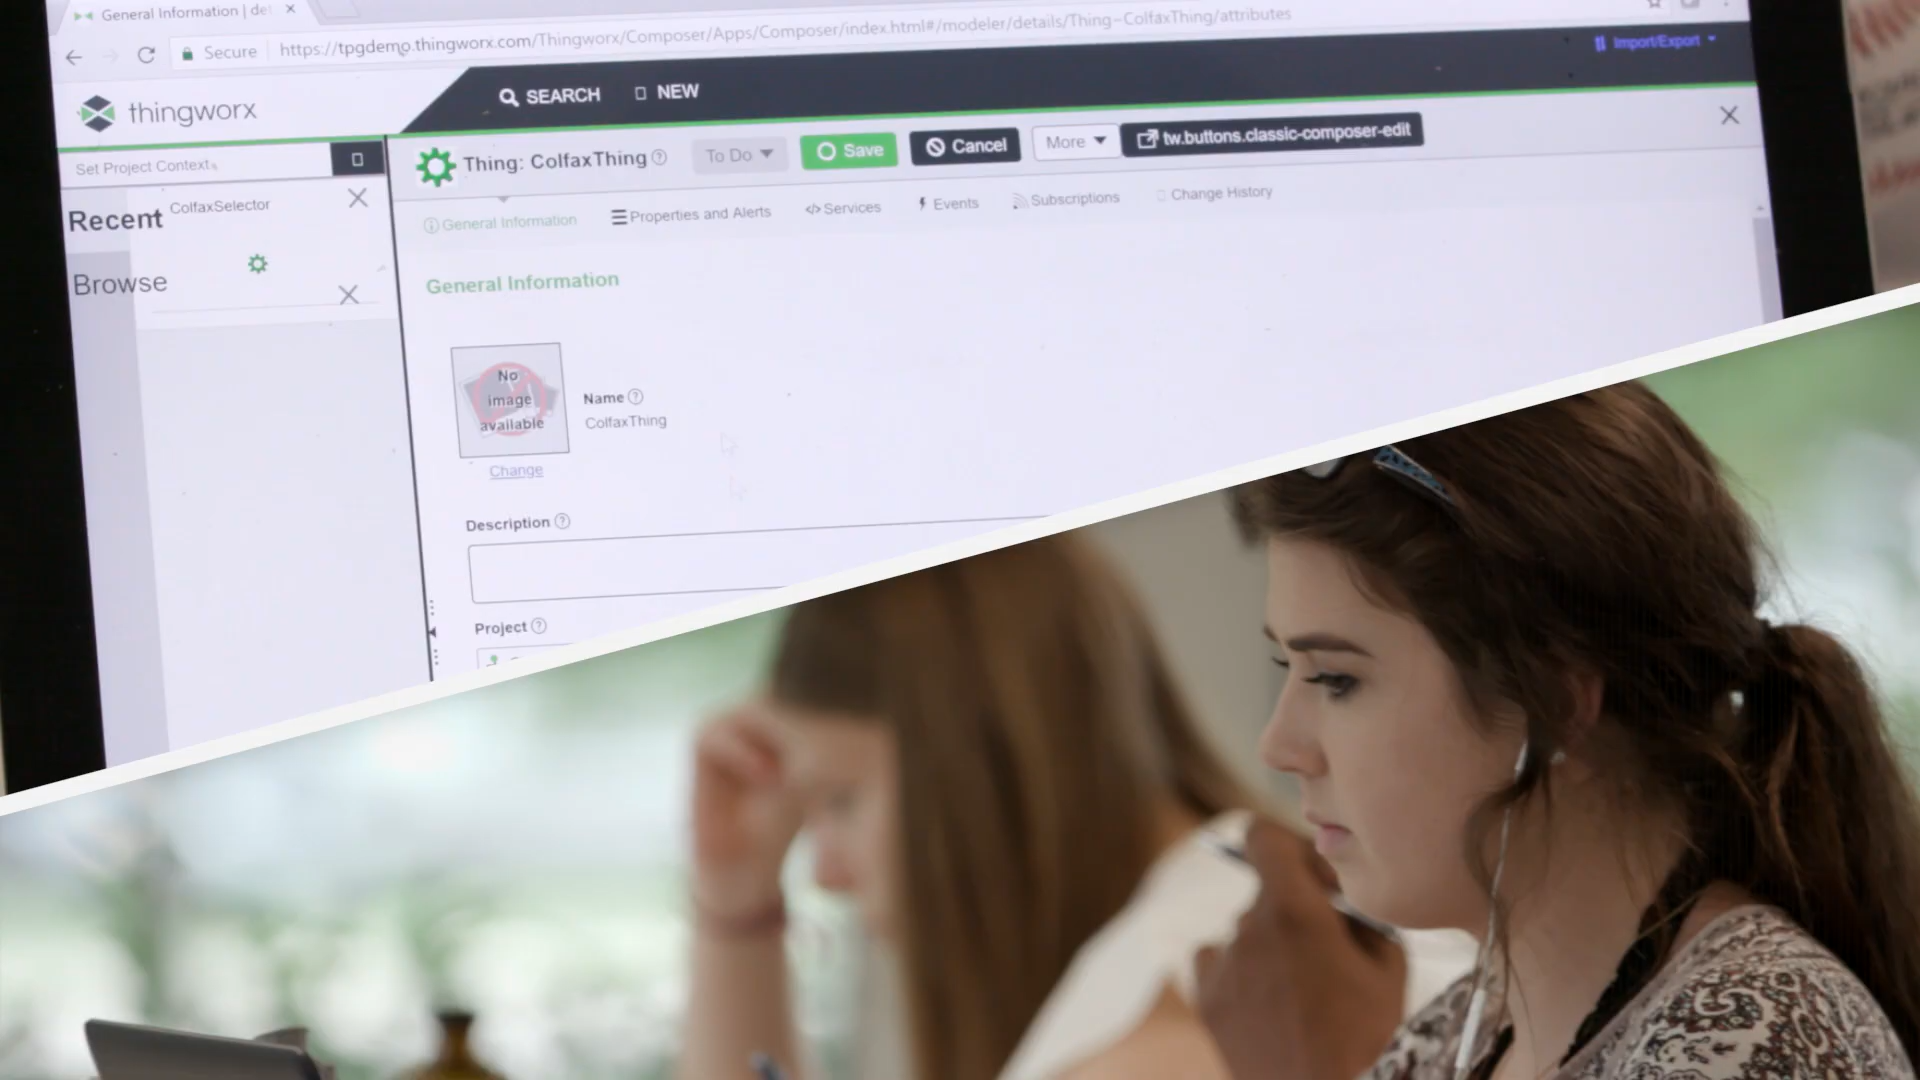 General Information | de
Secure https://tpgdemo.thingworx.com/Thingworx/Composer/Apps/Composer/index.html#/modeler/details/Thing~ColfaxThing/attributes
Import/Export
thingworx
SEARCH NEW
Set Project Context
Thing: ColfaxThing To Do Save Cancel More tw.buttons.classic-composer-edit
Recent ColfaxSelector
Browse
General Information Properties and Alerts Services Events Subscriptions Change History
General Information
No
image
available
Change
Name
ColfaxThing
Description
Project